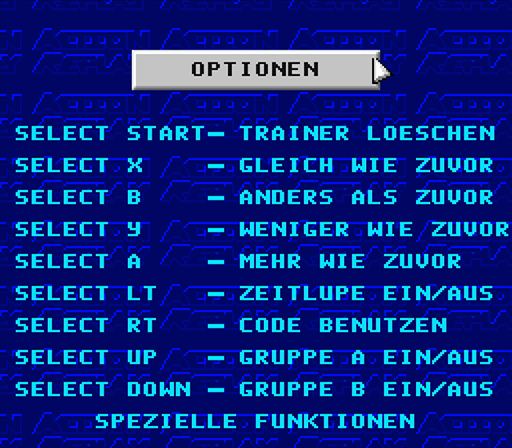 OPTIONEN
SELECT START– TRAINER LOESCHEN
SELECT X – GLEICH WIE ZUVOR
SELECT B – ANDERS ALS ZUVOR
SELECT Y – WENIGER WIE ZUVOR
SELECT A – MEHR WIE ZUVOR
SELECT LT – ZEITLUPE EIN/AUS
SELECT RT – CODE BENUTZEN
SELECT UP – GRUPPE A EIN/AUS
SELECT DOWN – GRUPPE B EIN/AUS
SPEZIELLE FUNKTIONEN